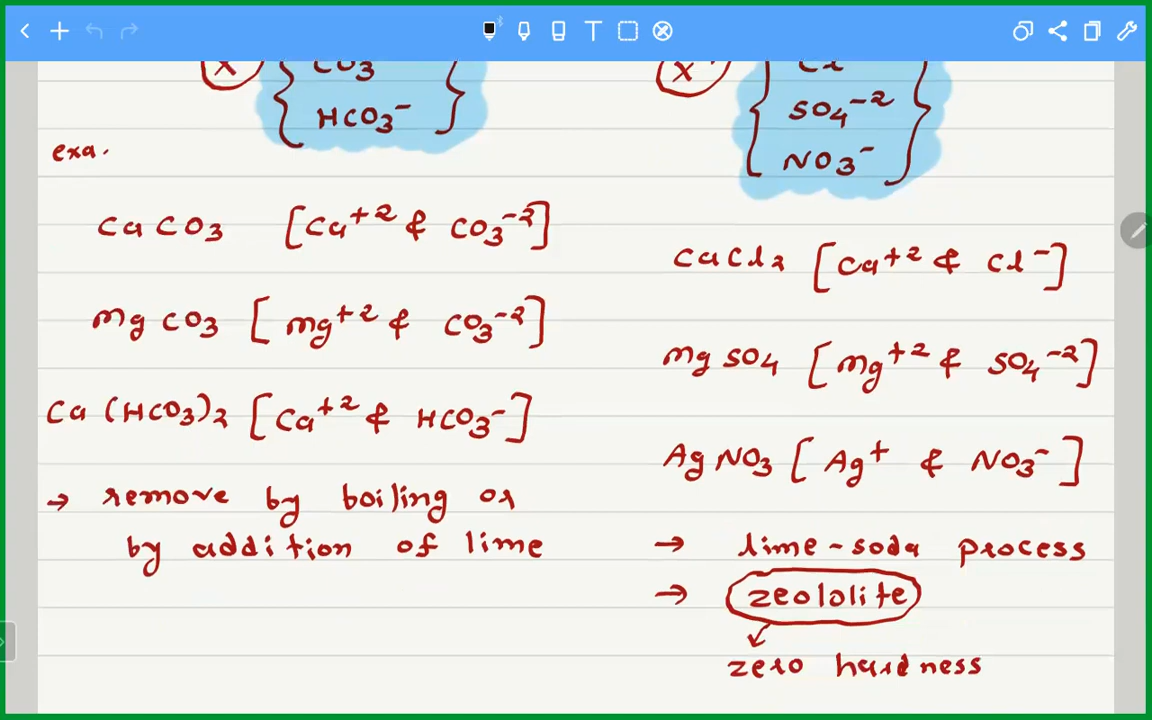 X { CO3 }
HCO3⁻
exa.
CaCO3 [Ca⁺² & CO3⁻²]
MgCO3 [Mg⁺² & CO3⁻²]
Ca(HCO3)2 [Ca⁺² & HCO3⁻]
→ remove by boiling or
by addition of lime
X { Cl }
SO4⁻²
NO3⁻
CaCl2 [Ca⁺² & Cl⁻]
MgSO4 [Mg⁺² & SO4⁻²]
AgNO3 [Ag⁺ & NO3⁻]
→ lime-soda process
→ zeololite
zero hardness